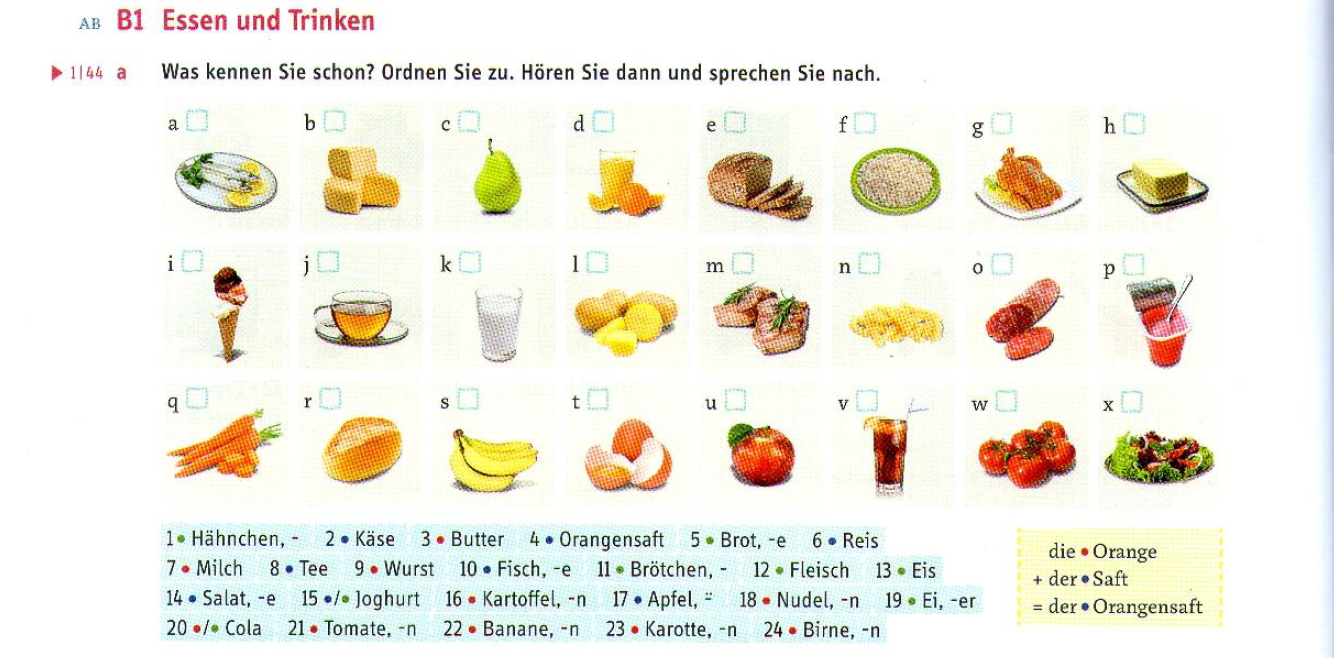 AB B1 Essen und Trinken
▶ 1|44 a Was kennen Sie schon? Ordnen Sie zu. Hören Sie dann und sprechen Sie nach.
a b c d e f g h
i j k l m n o p
q r s t u v w x
1 • Hähnchen, - 2 • Käse 3 • Butter 4 • Orangensaft 5 • Brot, -e 6 • Reis
7 • Milch 8 • Tee 9 • Wurst 10 • Fisch, -e 11 • Brötchen, - 12 • Fleisch 13 • Eis
14 • Salat, -e 15 •/• Joghurt 16 • Kartoffel, -n 17 • Apfel, ⸚ 18 • Nudel, -n 19 • Ei, -er
20 •/• Cola 21 • Tomate, -n 22 • Banane, -n 23 • Karotte, -n 24 • Birne, -n
die • Orange
+ der • Saft
= der • Orangensaft